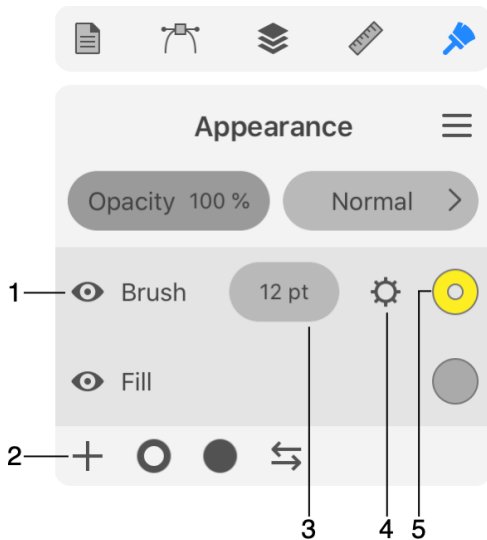 Appearance
Opacity 100 %
Normal
1
Brush
12 pt
Fill
2
3
4
5